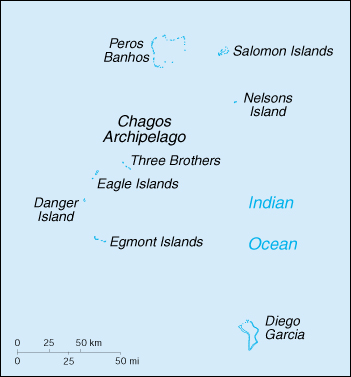 Peros
Banhos
Salomon Islands
Nelsons
Island
Chagos
Archipelago
Three Brothers
Eagle Islands
Danger
Island
Indian
Ocean
Egmont Islands
Diego
Garcia
0 25 50 km
0 25 50 mi